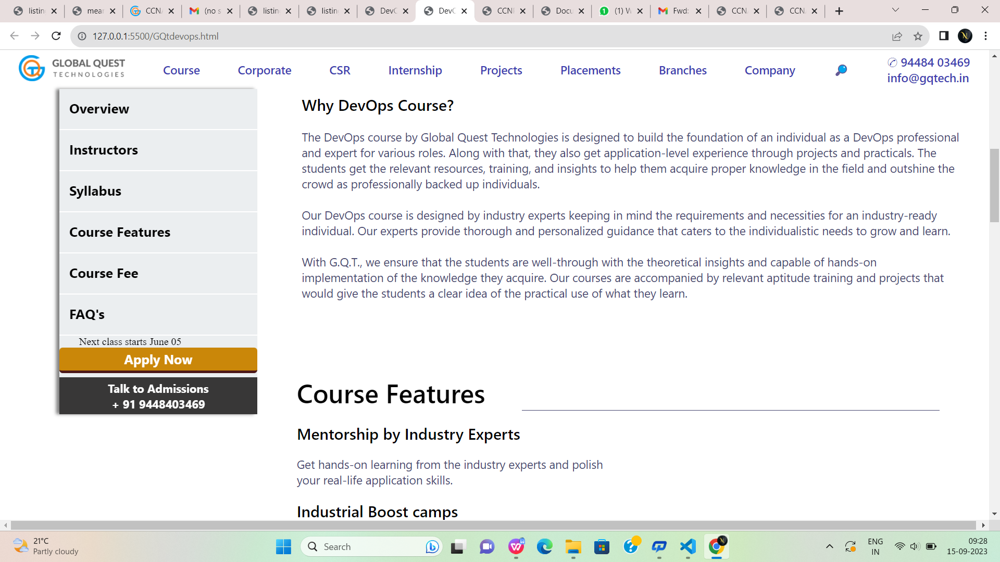 listin
mear
CCN
(no s
listin
listin
DevO
DevO
CCN
Docu
(1) W
Fwd:
CCN
CCN
127.0.0.1:5500/GQtdevops.html
GLOBAL QUEST
TECHNOLOGIES
Course
Corporate
CSR
Internship
Projects
Placements
Branches
Company
✆ 94484 03469
info@gqtech.in
Overview
Instructors
Syllabus
Course Features
Course Fee
FAQ's
Next class starts June 05
Apply Now
Talk to Admissions
+ 91 9448403469
Why DevOps Course?
The DevOps course by Global Quest Technologies is designed to build the foundation of an individual as a DevOps professional
and expert for various roles. Along with that, they also get application-level experience through projects and practicals. The
students get the relevant resources, training, and insights to help them acquire proper knowledge in the field and outshine the
crowd as professionally backed up individuals.
Our DevOps course is designed by industry experts keeping in mind the requirements and necessities for an industry-ready
individual. Our experts provide thorough and personalized guidance that caters to the individualistic needs to grow and learn.
With G.Q.T., we ensure that the students are well-through with the theoretical insights and capable of hands-on
implementation of the knowledge they acquire. Our courses are accompanied by relevant aptitude training and projects that
would give the students a clear idea of the practical use of what they learn.
Course Features
Mentorship by Industry Experts
Get hands-on learning from the industry experts and polish
your real-life application skills.
Industrial Boost camps
21°C
Partly cloudy
Search
ENG
IN
09:28
15-09-2023